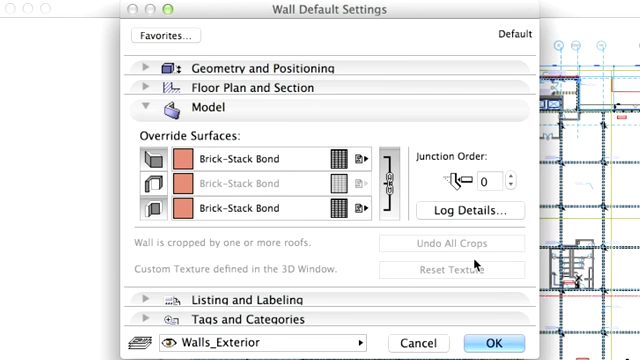 Wall Default Settings
Favorites...
Default
Geometry and Positioning
Floor Plan and Section
Model
Override Surfaces:
Brick-Stack Bond
Junction Order:
Brick-Stack Bond
0
Brick-Stack Bond
Log Details...
Wall is cropped by one or more roofs.
Undo All Crops
Custom Texture defined in the 3D Window.
Reset Texture
Listing and Labeling
Tags and Categories
Walls_Exterior
Cancel
OK